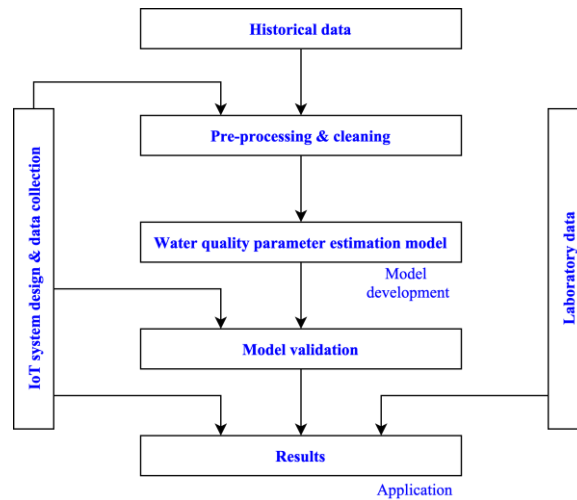 Historical data
Pre-processing & cleaning
Water quality parameter estimation model
Model
development
Model validation
Results
Application
IoT system design & data collection
Laboratory data